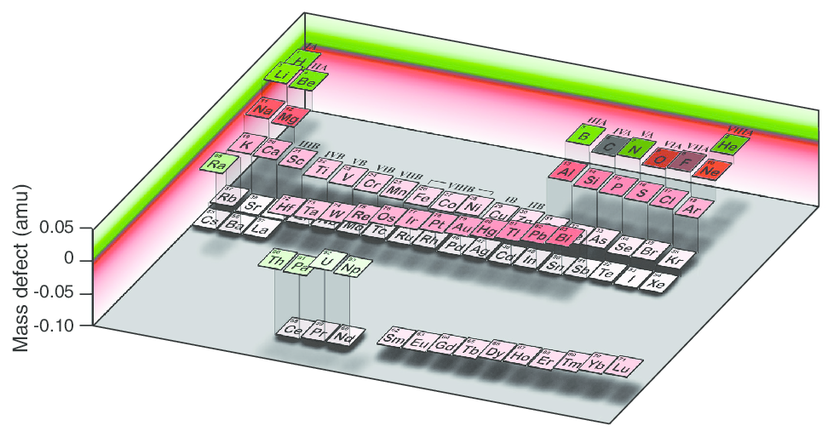 IA
H
IIA
Li Be
VIIIA
IIIA IVA VA VIA VIIA
B C N O F He
Na Mg
Al Si P S Cl Ne
Ar
IIIB IVB VB VIB VIIB VIIIB IB IIB
K Ca Sc Ti V Cr Mn Fe Co Ni Cu Zn
As Se Br Kr
Ra
Rb Sr
Hf Ta W Re Os Ir Pt Au Hg Tl Pb Bi
Cs Ba La
Mo Tc Ru Rh Pd Ag Cd In Sn Sb Te I Xe
Th Pa U Np
Ce Pr Nd
Sm Eu Gd Tb Dy Ho Er Tm Yb Lu
Mass defect (amu)
0.05
0
-0.05
-0.10